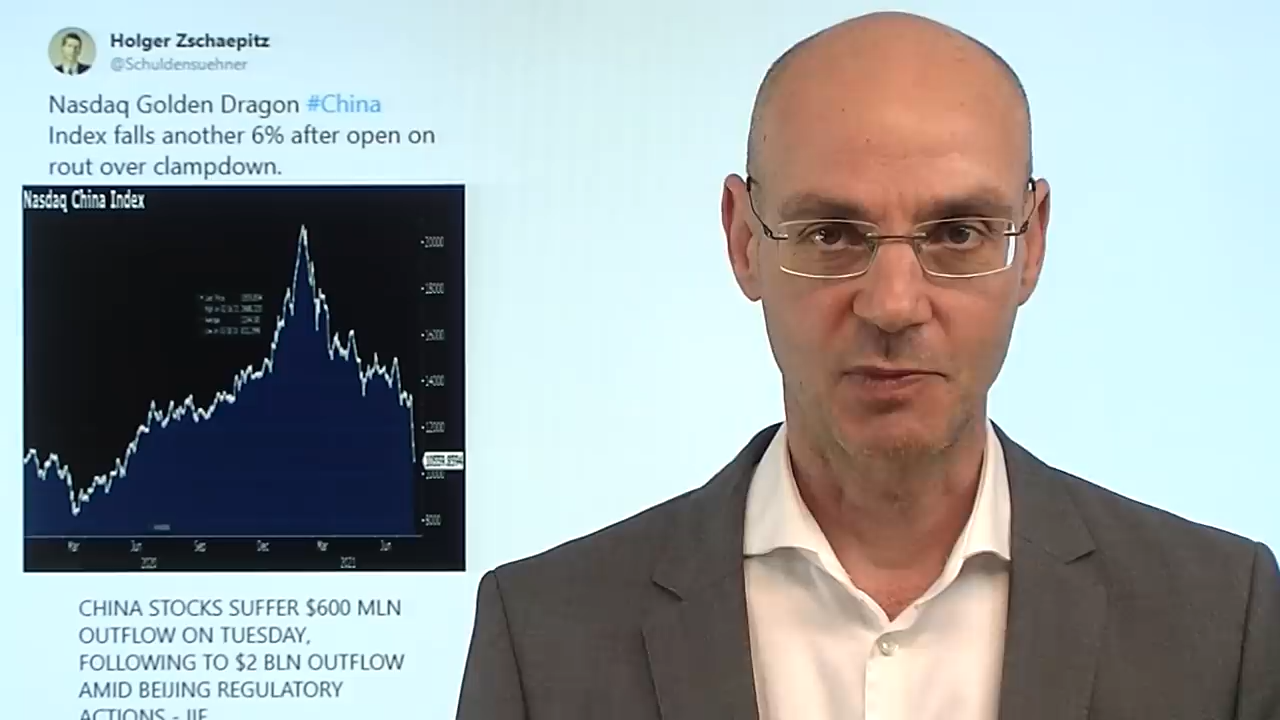 Holger Zschaepitz
@Schuldensuehner
Nasdaq Golden Dragon #China
Index falls another 6% after open on
rout over clampdown.
Nasdaq China Index
20000
18000
16000
14000
12000
10000
8000
Mar Jun Sep Dec Mar Jun
2020 2021
CHINA STOCKS SUFFER $600 MLN
OUTFLOW ON TUESDAY,
FOLLOWING TO $2 BLN OUTFLOW
AMID BEIJING REGULATORY
ACTIONS - IIF